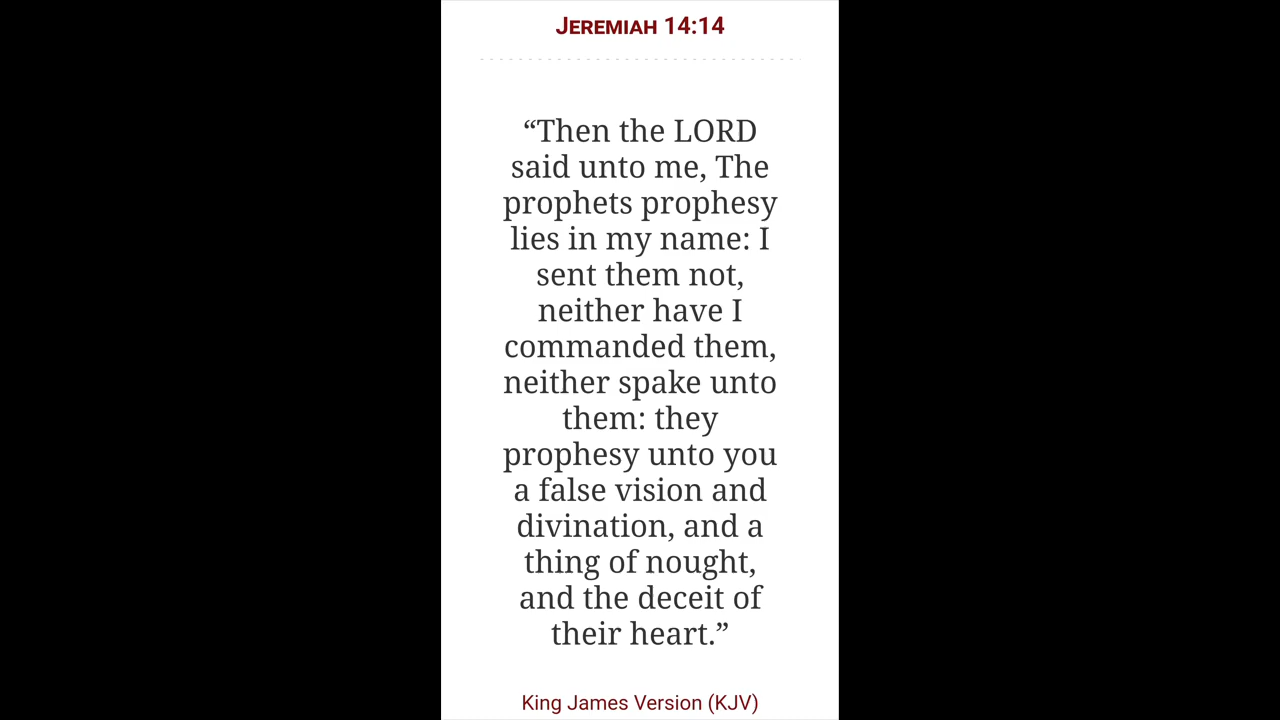 Jeremiah 14:14
“Then the LORD
said unto me, The
prophets prophesy
lies in my name: I
sent them not,
neither have I
commanded them,
neither spake unto
them: they
prophesy unto you
a false vision and
divination, and a
thing of nought,
and the deceit of
their heart.”
King James Version (KJV)